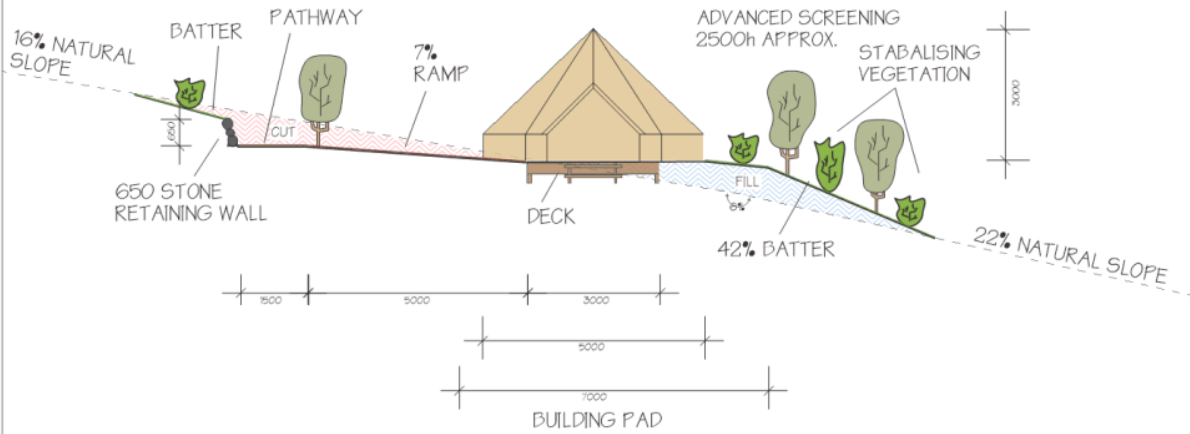 16% NATURAL
SLOPE
BATTER
PATHWAY
7%
RAMP
ADVANCED SCREENING
2500h APPROX.
STABALISING
VEGETATION
3000
650
CUT
650 STONE
RETAINING WALL
DECK
FILL
42% BATTER
22% NATURAL SLOPE
1500
5000
3000
5000
7000
BUILDING PAD